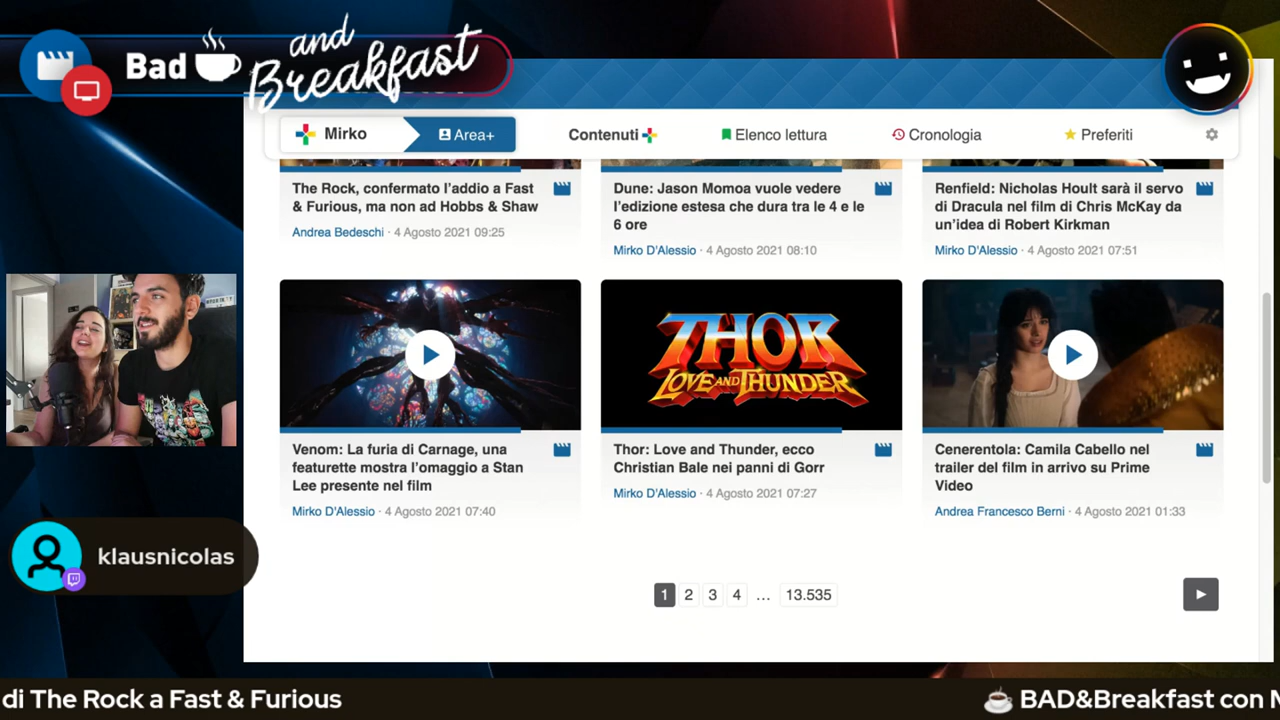 Bad and
Breakfast
Mirko
Area+
Contenuti
Elenco lettura
Cronologia
Preferiti
The Rock, confermato l'addio a Fast
& Furious, ma non ad Hobbs & Shaw
Andrea Bedeschi · 4 Agosto 2021 09:25
Dune: Jason Momoa vuole vedere
l'edizione estesa che dura tra le 4 e le
6 ore
Mirko D'Alessio · 4 Agosto 2021 08:10
Renfield: Nicholas Hoult sarà il servo
di Dracula nel film di Chris McKay da
un'idea di Robert Kirkman
Mirko D'Alessio · 4 Agosto 2021 07:51
THOR
LOVE AND THUNDER
Venom: La furia di Carnage, una
featurette mostra l'omaggio a Stan
Lee presente nel film
Mirko D'Alessio · 4 Agosto 2021 07:40
Thor: Love and Thunder, ecco
Christian Bale nei panni di Gorr
Mirko D'Alessio · 4 Agosto 2021 07:27
Cenerentola: Camila Cabello nel
trailer del film in arrivo su Prime
Video
Andrea Francesco Berni · 4 Agosto 2021 01:33
klausnicolas
1 2 3 4 ... 13.535
di The Rock a Fast & Furious
BAD&Breakfast con